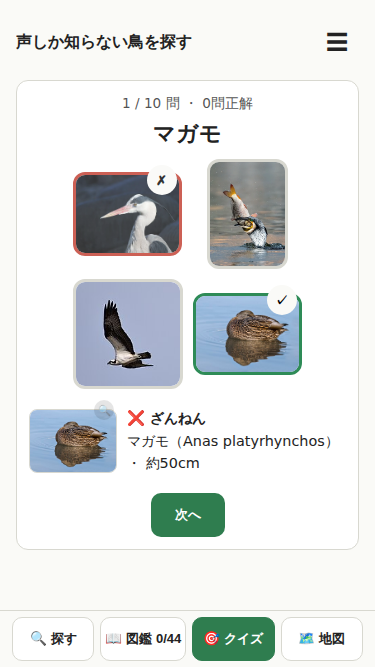 声しか知らない鳥を探す
1 / 10 問 ・ 0問正解
マガモ
✗
✓
❌ ざんねん
マガモ（Anas platyrhynchos）
・ 約50cm
次へ
🔍 探す
📖 図鑑 0/44
🎯 クイズ
🗺️ 地図